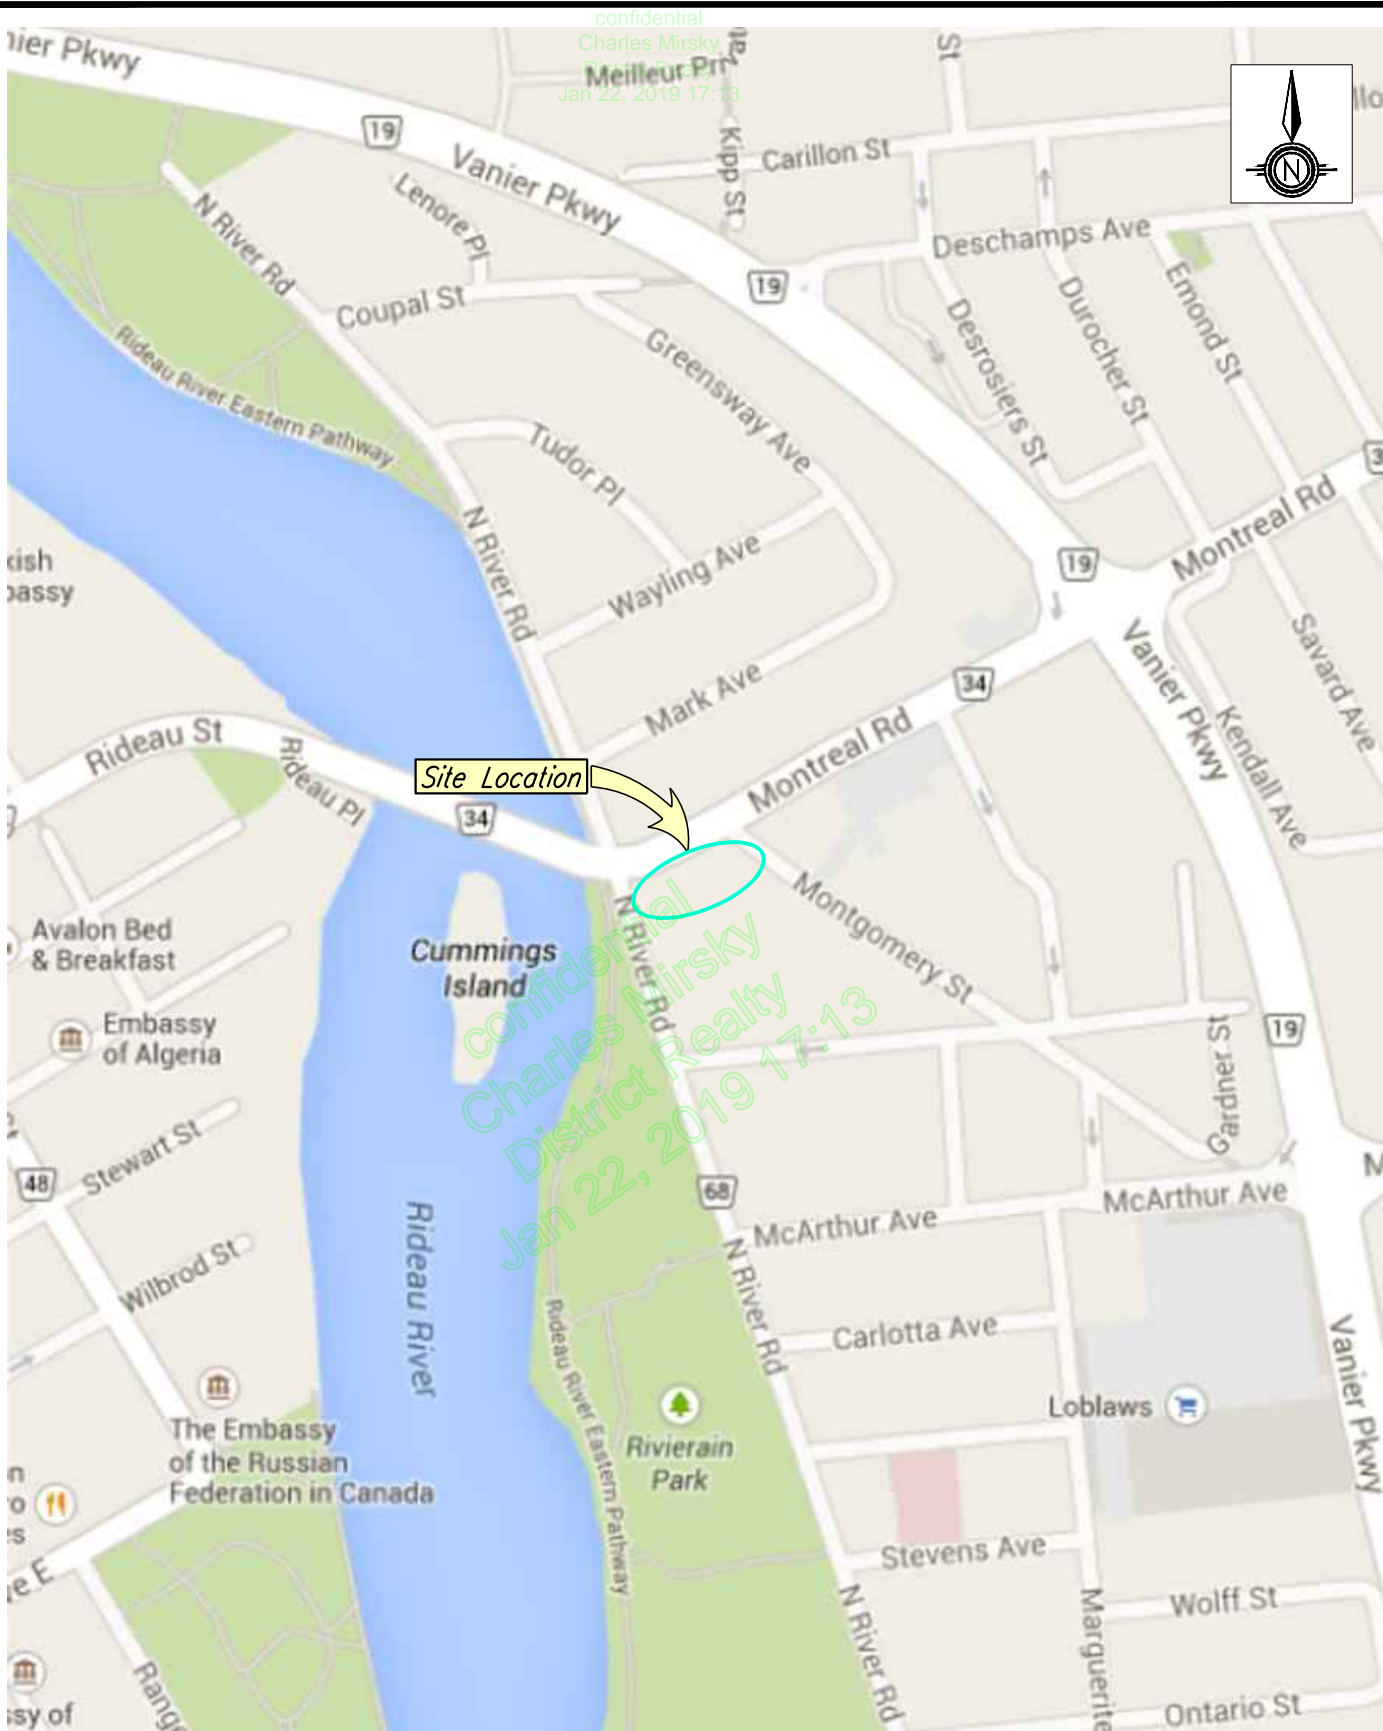 confidential
Charles Mirsky
District Realty
Jan 22, 2019 17:13
Meilleur Priv
St
19
Vanier Pkwy
Kipp St
Carillon St
N
Lenore Pl
N River Rd
Deschamps Ave
19
Coupal St
Greensway Ave
Desrosiers St
Durocher St
Emond St
Rideau River Eastern Pathway
Tudor Pl
N River Rd
Wayling Ave
19
Montreal Rd
Mark Ave
34
Vanier Pkwy
Savard Ave
Kendall Ave
Rideau St
Rideau Pl
Site Location
34
Montreal Rd
Montgomery St
Avalon Bed
& Breakfast
Cummings
Island
N River Rd
confidential
Charles Mirsky
District Realty
Jan 22, 2019 17:13
Embassy
of Algeria
19
Gardner St
Stewart St
48
68
McArthur Ave
McArthur Ave
Wilbrod St
Rideau River
N River Rd
Carlotta Ave
Rideau River Eastern Pathway
Vanier Pkwy
Loblaws
The Embassy
of the Russian
Federation in Canada
Rivierain
Park
Stevens Ave
Wolff St
N River Rd
Marguerite
Range
Ontario St